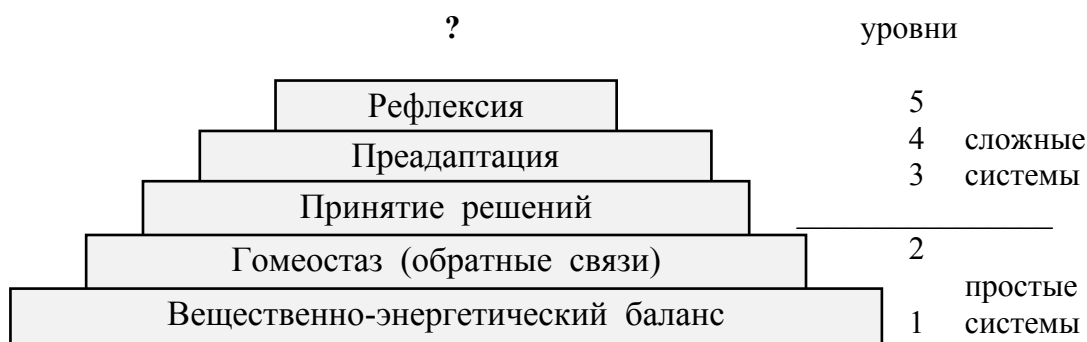 ? уровни
Рефлексия 5
Преадаптация 4 сложные
Принятие решений 3 системы
Гомеостаз (обратные связи) 2
простые
Вещественно-энергетический баланс 1 системы